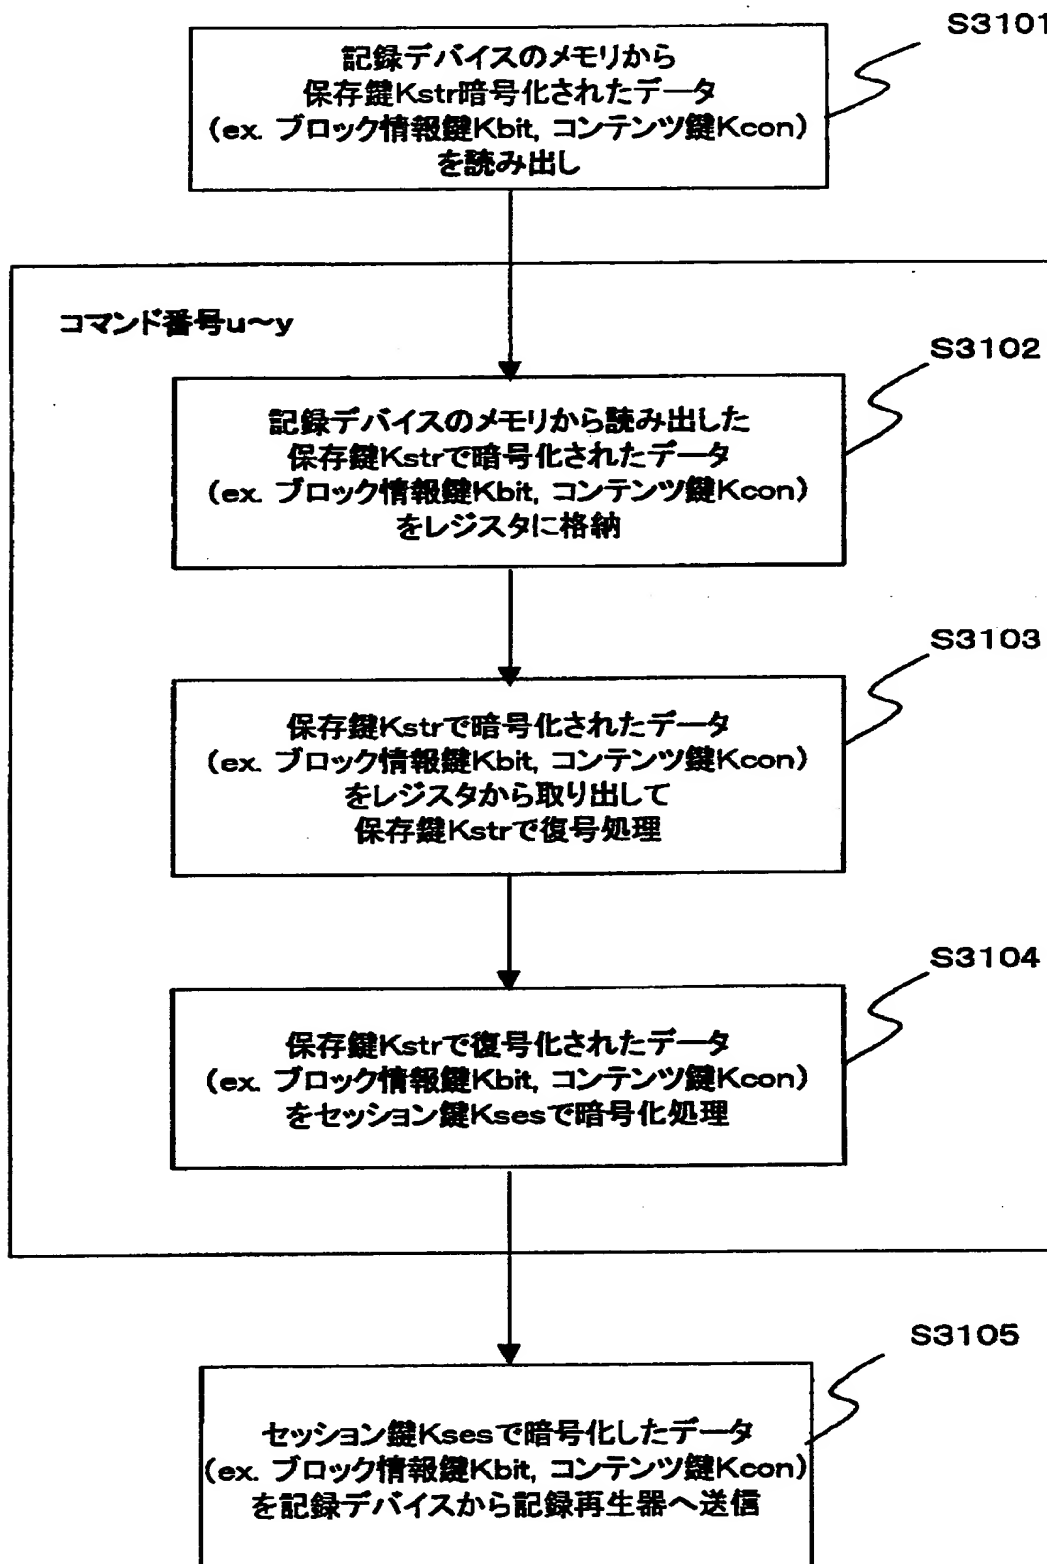 S3101
記録デバイスのメモリから
保存鍵Kstr暗号化されたデータ
(ex. ブロック情報鍵Kbit, コンテンツ鍵Kcon)
を読み出し
コマンド番号u~y
S3102
記録デバイスのメモリから読み出した
保存鍵Kstrで暗号化されたデータ
(ex. ブロック情報鍵Kbit, コンテンツ鍵Kcon)
をレジスタに格納
S3103
保存鍵Kstrで暗号化されたデータ
(ex. ブロック情報鍵Kbit, コンテンツ鍵Kcon)
をレジスタから取り出して
保存鍵Kstrで復号処理
S3104
保存鍵Kstrで復号化されたデータ
(ex. ブロック情報鍵Kbit, コンテンツ鍵Kcon)
をセッション鍵Ksesで暗号化処理
S3105
セッション鍵Ksesで暗号化したデータ
(ex. ブロック情報鍵Kbit, コンテンツ鍵Kcon)
を記録デバイスから記録再生器へ送信